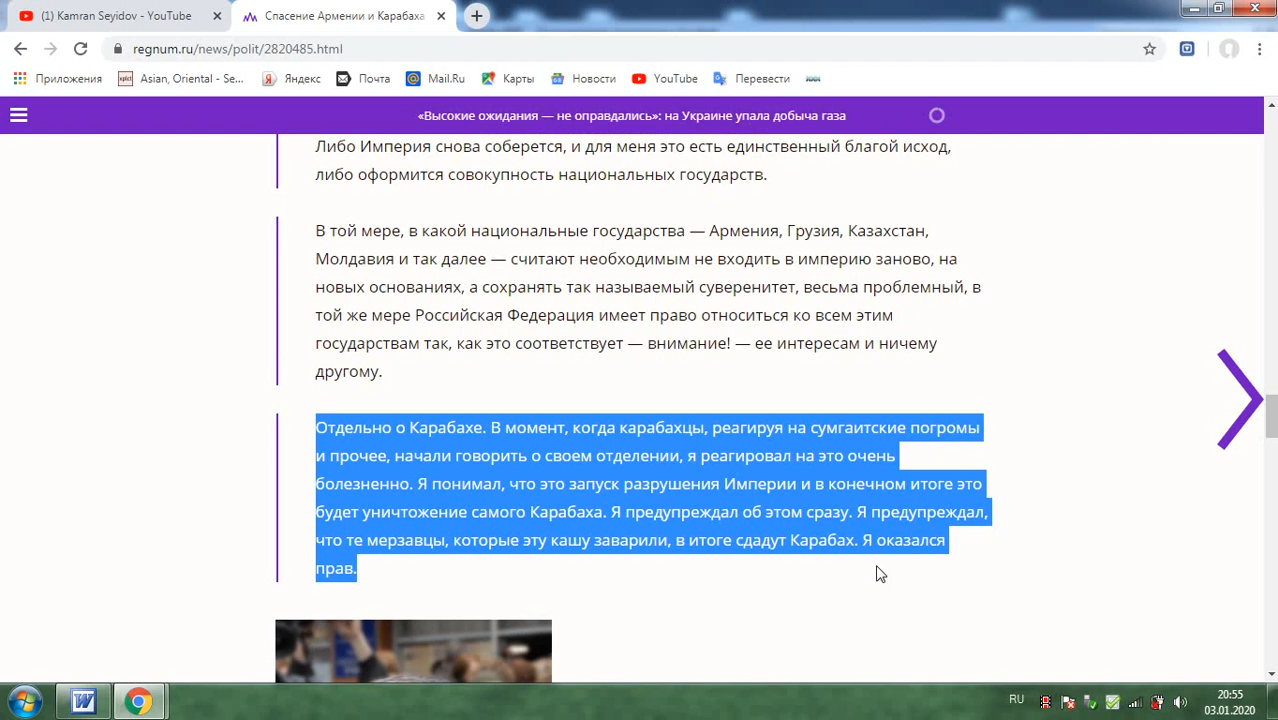 (1) Kamran Seyidov - YouTube
Спасение Армении и Карабаха
regnum.ru/news/polit/2820485.html
Приложения
Asian, Oriental - Se...
Яндекс
Почта
Mail.Ru
Карты
Новости
YouTube
Перевести
«Высокие ожидания — не оправдались»: на Украине упала добыча газа
Либо Империя снова соберется, и для меня это есть единственный благой исход,
либо оформится совокупность национальных государств.
В той мере, в какой национальные государства — Армения, Грузия, Казахстан,
Молдавия и так далее — считают необходимым не входить в империю заново, на
новых основаниях, а сохранять так называемый суверенитет, весьма проблемный, в
той же мере Российская Федерация имеет право относиться ко всем этим
государствам так, как это соответствует — внимание! — ее интересам и ничему
другому.
Отдельно о Карабахе. В момент, когда карабахцы, реагируя на сумгаитские погромы
и прочее, начали говорить о своем отделении, я реагировал на это очень
болезненно. Я понимал, что это запуск разрушения Империи и в конечном итоге это
будет уничтожение самого Карабаха. Я предупреждал об этом сразу. Я предупреждал,
что те мерзавцы, которые эту кашу заварили, в итоге сдадут Карабах. Я оказался
прав.
RU
20:55
03.01.2020